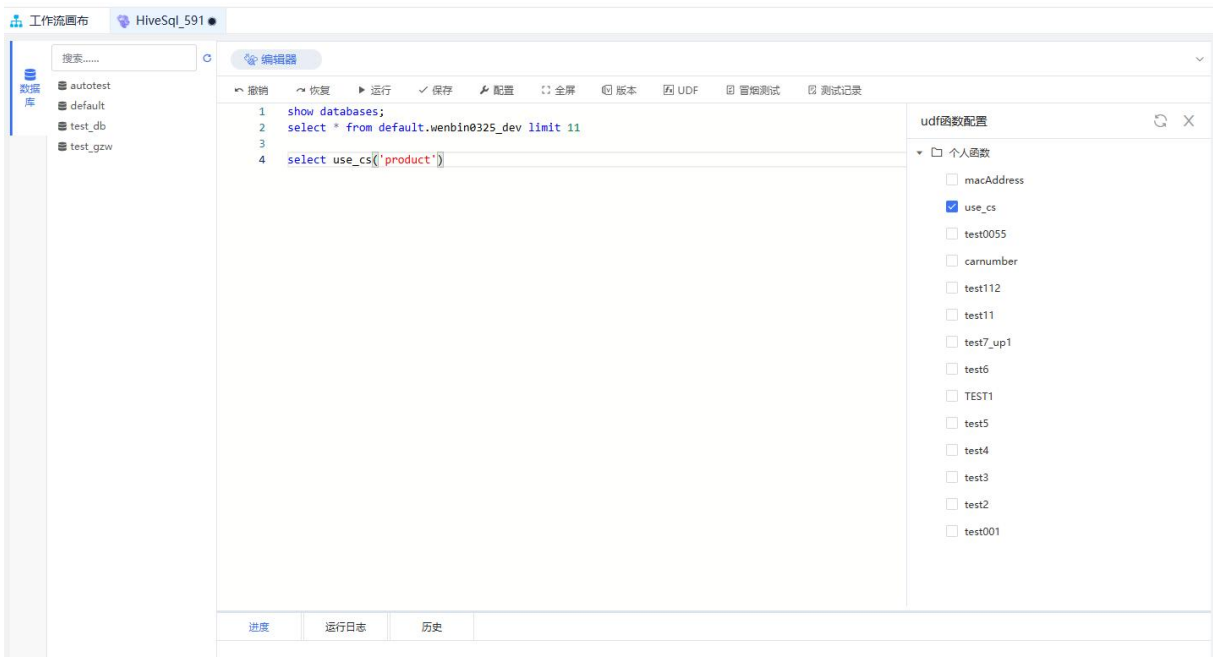 工作流画布 HiveSql_591
搜索......
编辑器
数据库
autotest
default
test_db
test_gzw
撤销 恢复 运行 保存 配置 全屏 版本 UDF 冒烟测试 测试记录
1 show databases;
2 select * from default.wenbin0325_dev limit 11
3
4 select use_cs('product')
udf函数配置
个人函数
macAddress
use_cs
test0055
carnumber
test112
test11
test7_up1
test6
TEST1
test5
test4
test3
test2
test001
进度 运行日志 历史